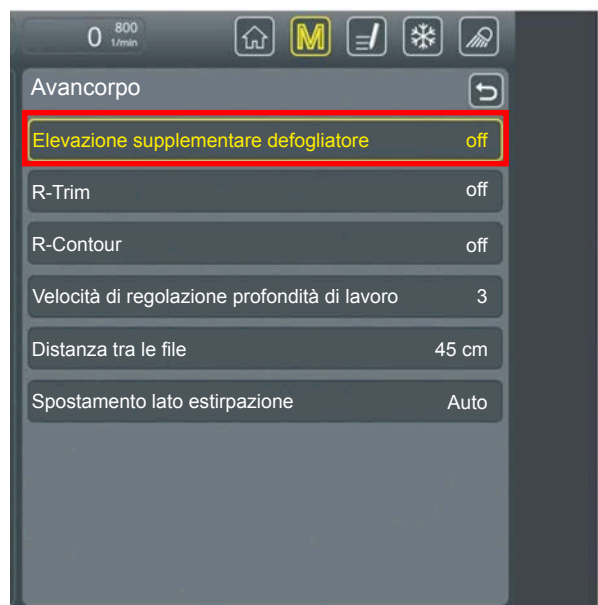 0 800 1/min M
Avancorpo
Elevazione supplementare defogliatore off
R-Trim off
R-Contour off
Velocità di regolazione profondità di lavoro 3
Distanza tra le file 45 cm
Spostamento lato estirpazione Auto